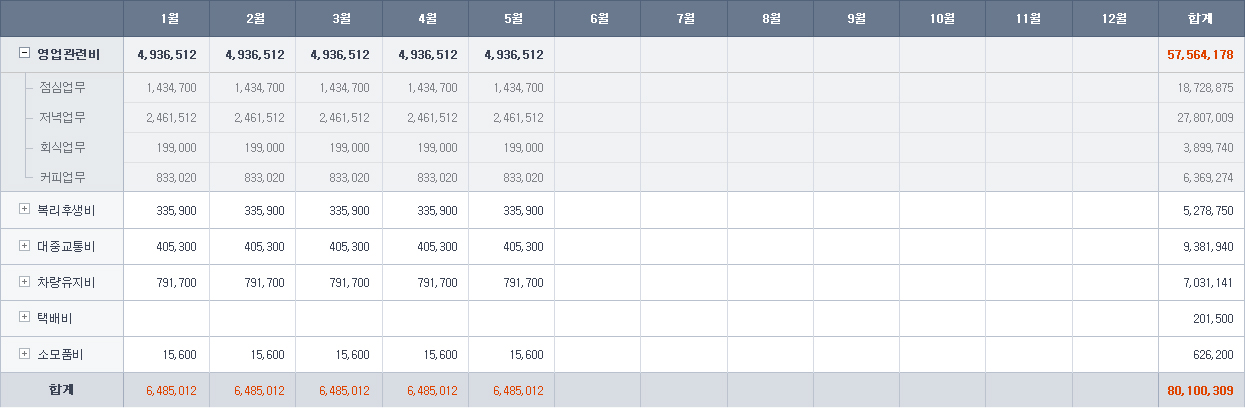 1월 2월 3월 4월 5월 6월 7월 8월 9월 10월 11월 12월 합계
영업관련비 4,936,512 4,936,512 4,936,512 4,936,512 4,936,512 57,564,178
점심업무 1,434,700 1,434,700 1,434,700 1,434,700 1,434,700 18,728,875
저녁업무 2,461,512 2,461,512 2,461,512 2,461,512 2,461,512 27,807,009
회식업무 199,000 199,000 199,000 199,000 199,000 3,899,740
커피업무 833,020 833,020 833,020 833,020 833,020 6,369,274
복리후생비 335,900 335,900 335,900 335,900 335,900 5,278,750
대중교통비 405,300 405,300 405,300 405,300 405,300 9,381,940
차량유지비 791,700 791,700 791,700 791,700 791,700 7,031,141
택배비 201,500
소모품비 15,600 15,600 15,600 15,600 15,600 626,200
합계 6,485,012 6,485,012 6,485,012 6,485,012 6,485,012 80,100,309